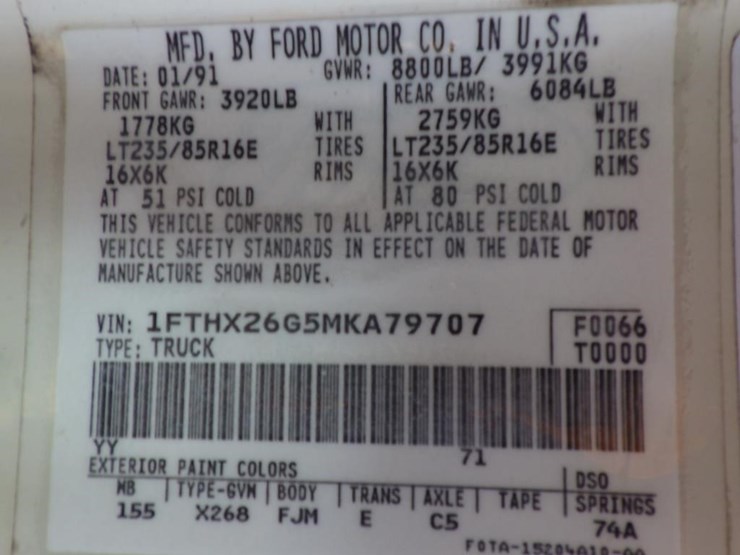 MFD. BY FORD MOTOR CO. IN U.S.A.
DATE: 01/91 GVWR: 8800LB/ 3991KG
FRONT GAWR: 3920LB REAR GAWR: 6084LB
1778KG WITH 2759KG WITH
LT235/85R16E TIRES LT235/85R16E TIRES
16X6K RIMS 16X6K RIMS
AT 51 PSI COLD AT 80 PSI COLD
THIS VEHICLE CONFORMS TO ALL APPLICABLE FEDERAL MOTOR
VEHICLE SAFETY STANDARDS IN EFFECT ON THE DATE OF
MANUFACTURE SHOWN ABOVE.
VIN: 1FTHX26G5MKA79707 F0066
TYPE: TRUCK T0000
YY 71
EXTERIOR PAINT COLORS DSO
WB TYPE-GVW BODY TRANS AXLE TAPE SPRINGS
155 X268 FJM E C5 74A